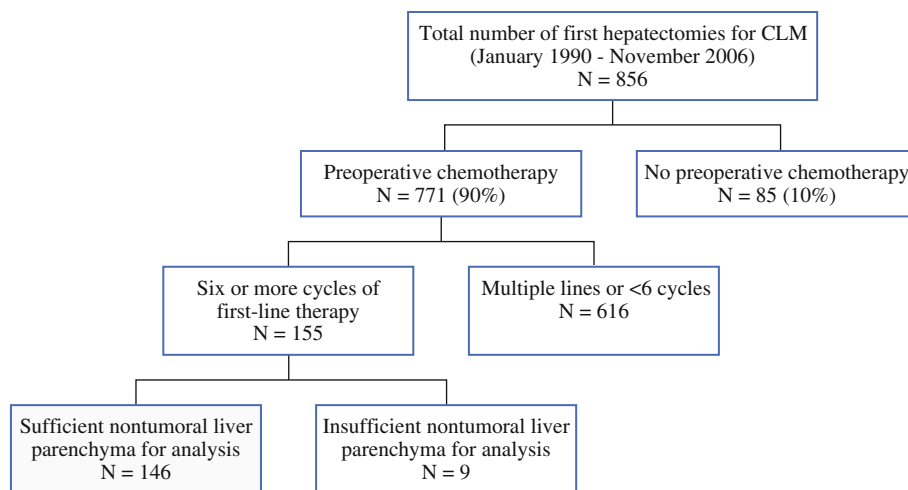 Total number of first hepatectomies for CLM
(January 1990 - November 2006)
N = 856
Preoperative chemotherapy
N = 771 (90%)
No preoperative chemotherapy
N = 85 (10%)
Six or more cycles of
first-line therapy
N = 155
Multiple lines or <6 cycles
N = 616
Sufficient nontumoral liver
parenchyma for analysis
N = 146
Insufficient nontumoral liver
parenchyma for analysis
N = 9